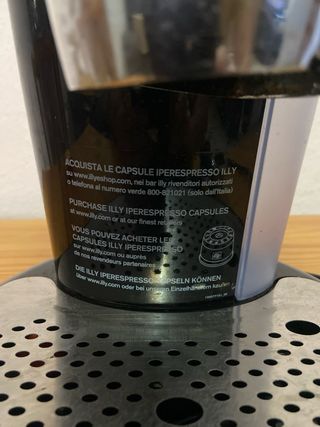 ACQUISTA LE CAPSULE IPERESPRESSO ILLY
su www.illyeshop.com, nei bar illy rivenditori autorizzati
o telefona al numero verde 800-821021 (solo dall'Italia)
PURCHASE ILLY IPERESPRESSO CAPSULES
at www.illy.com or at our finest retailers
VOUS POUVEZ ACHETER LES
CAPSULES ILLY IPERESPRESSO
sur www.illy.com ou auprès
de nos revendeurs partenaires
DIE ILLY IPERESPRESSO KAPSELN KÖNNEN
über www.illy.com oder bei unseren Einzelhändlern